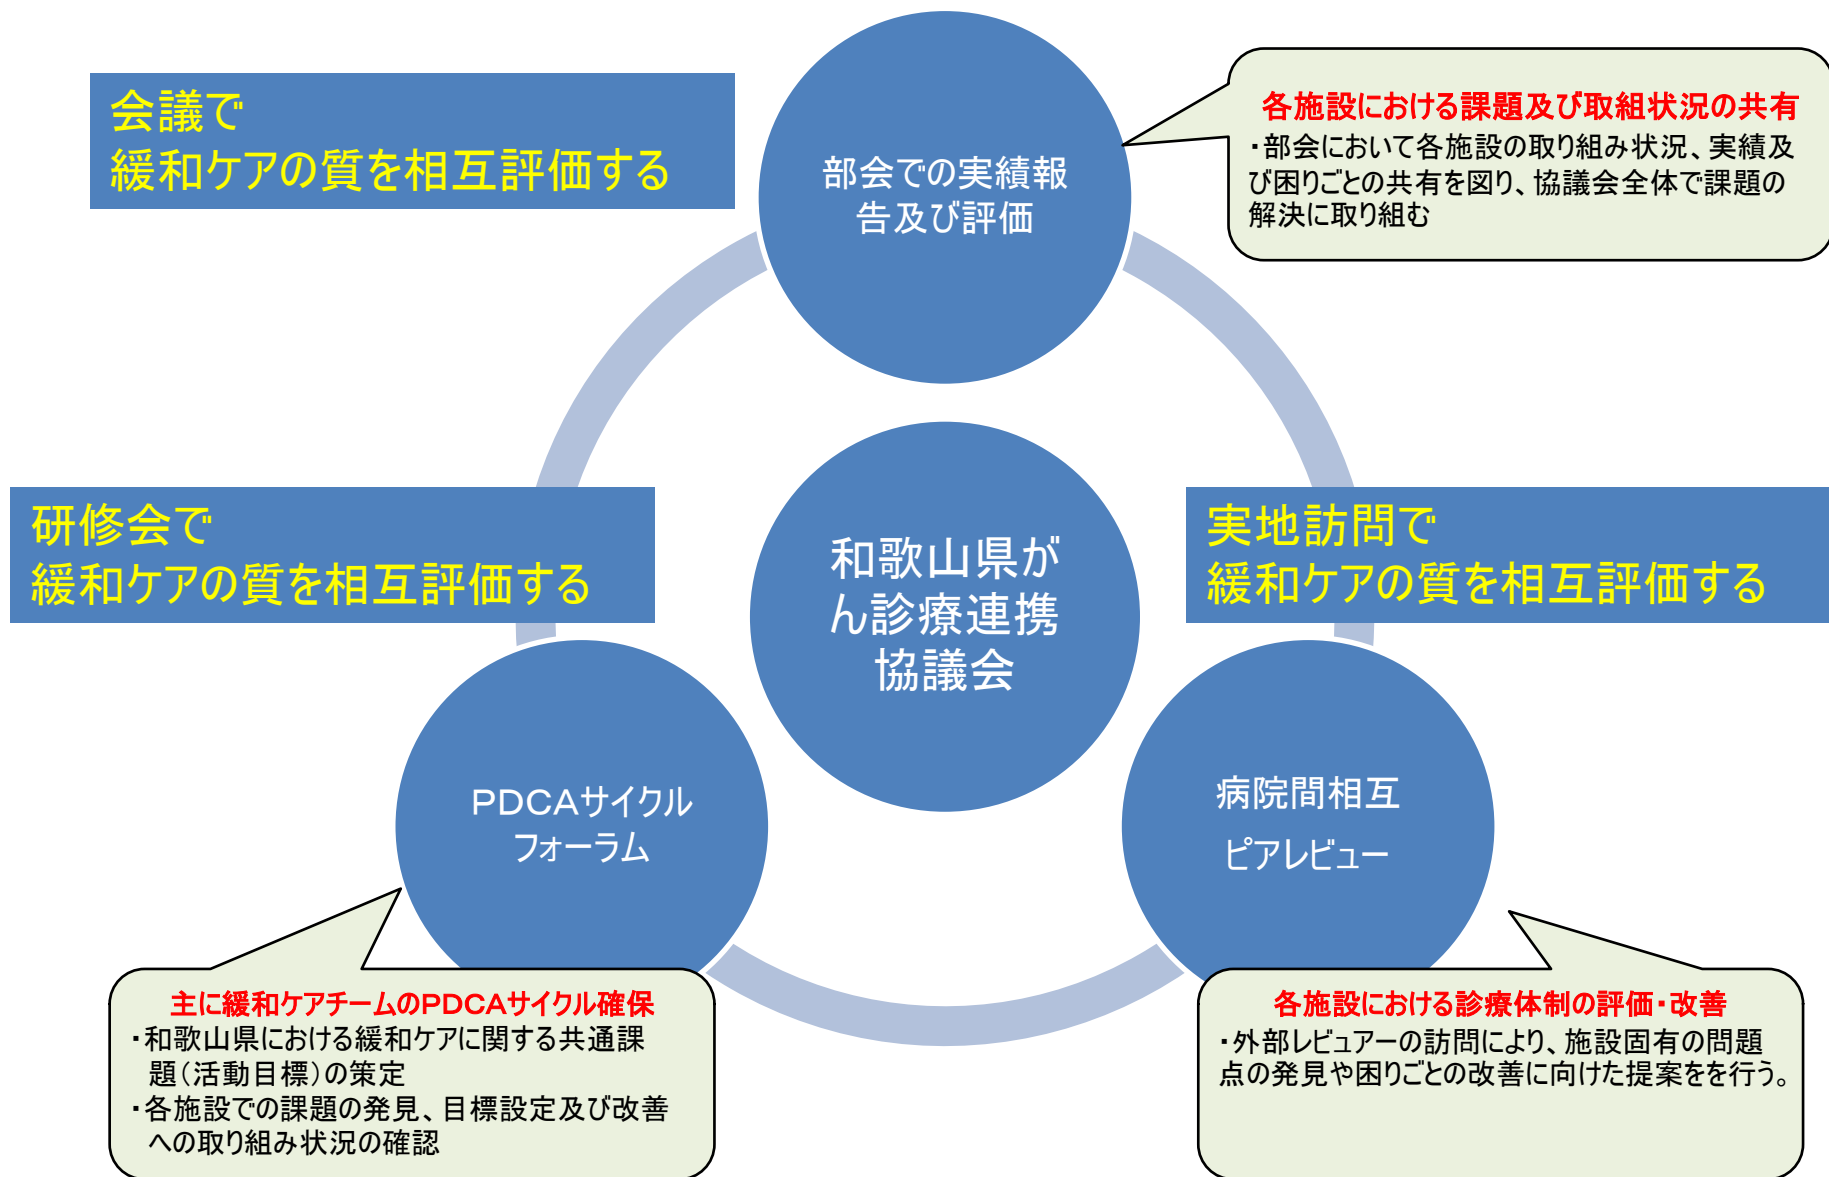 会議で
緩和ケアの質を相互評価する
部会での実績報
告及び評価
各施設における課題及び取組状況の共有
・部会において各施設の取り組み状況、実績及
び困りごとの共有を図り、協議会全体で課題の
解決に取り組む
研修会で
緩和ケアの質を相互評価する
和歌山県が
ん診療連携
協議会
実地訪問で
緩和ケアの質を相互評価する
PDCAサイクル
フォーラム
病院間相互
ピアレビュー
主に緩和ケアチームのPDCAサイクル確保
・和歌山県における緩和ケアに関する共通課
題(活動目標)の策定
・各施設での課題の発見、目標設定及び改善
への取り組み状況の確認
各施設における診療体制の評価・改善
・外部レビュアーの訪問により、施設固有の問題
点の発見や困りごとの改善に向けた提案をを行う。